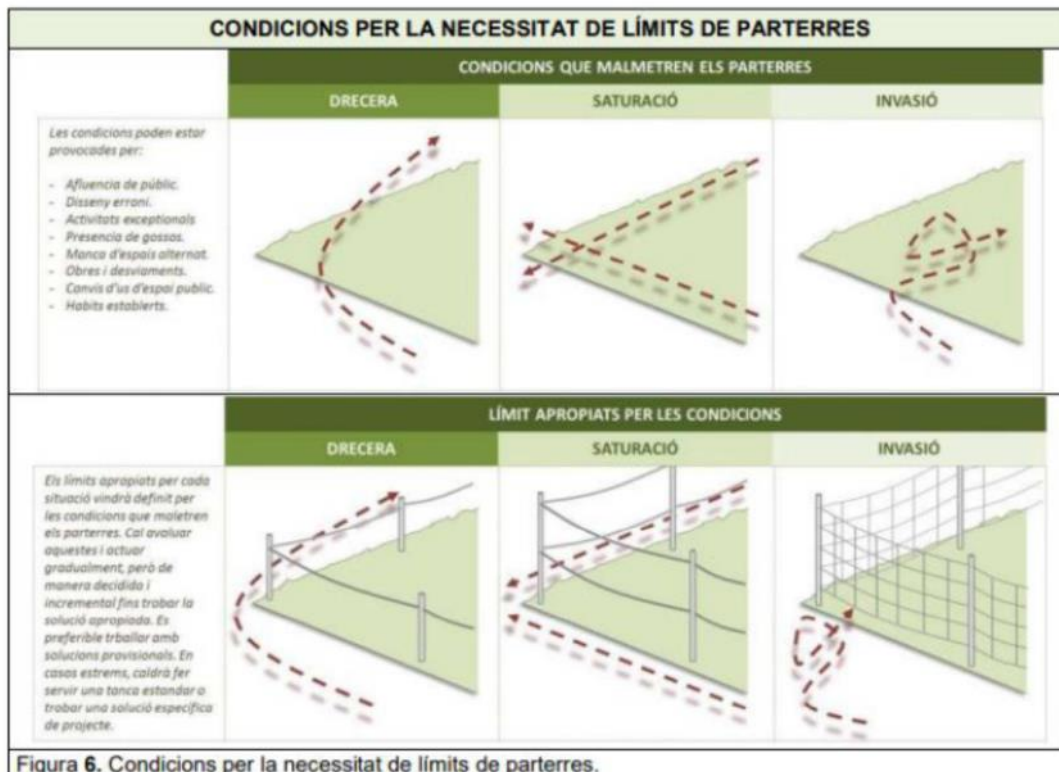 CONDICIONS PER LA NECESSITAT DE LÍMITS DE PARTERRES
CONDICIONS QUE MALMETREN ELS PARTERRES
DRECERA
SATURACIÓ
INVASIÓ
Les condicions poden estar
provocades per:
- Afluencia de públic.
- Disseny erroni.
- Activitats exceptionals
- Presencia de gossos.
- Manca d'espais alternat.
- Obres i desviaments.
- Canvis d'us d'espai public.
- Habits establerts.
LÍMIT APROPIATS PER LES CONDICIONS
DRECERA
SATURACIÓ
INVASIÓ
Els límits apropiats per cada
situació vindrà definit per
les condicions que maletren
els parterres. Cal avaluar
aquestes i actuar
gradualment, però de
manera decidida i
incremental fins trobar la
solució apropiada. Es
preferible trballar amb
solucions provisionals. En
casos estrems, caldrà fer
servir una tanca estandar o
trobar una solució específica
de projecte.
Figura 6. Condicions per la necessitat de límits de parterres.